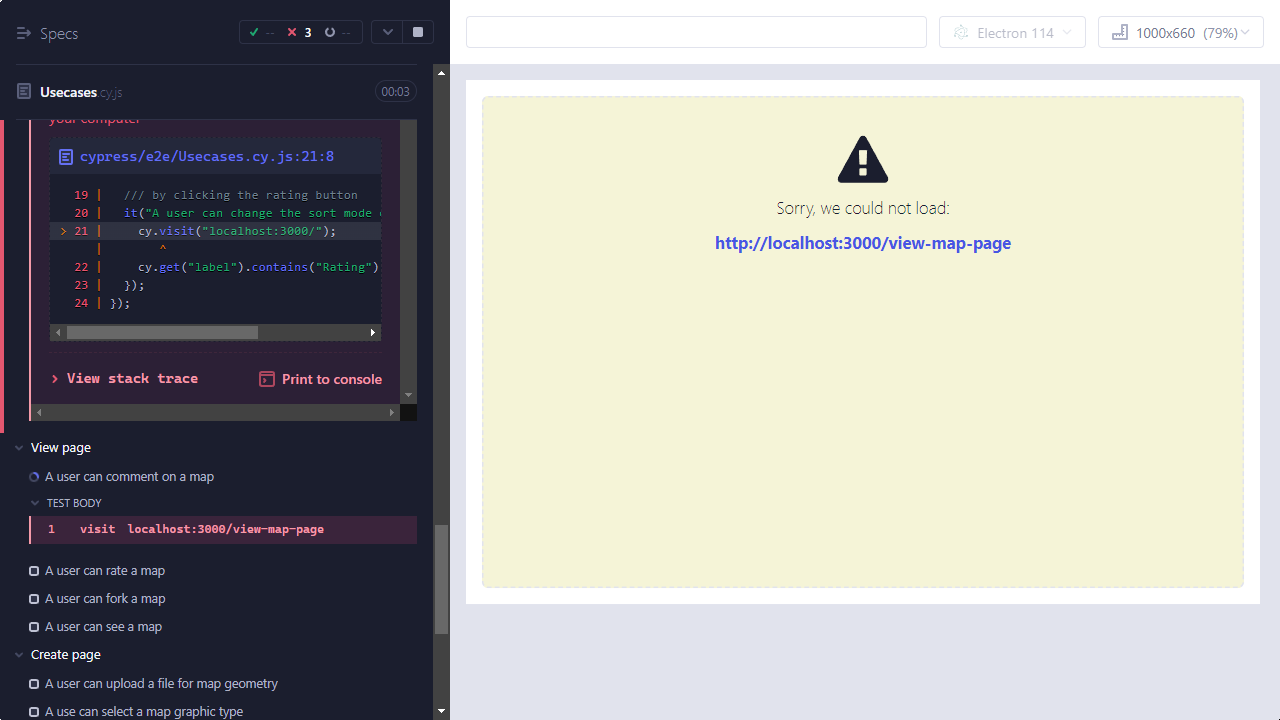 Specs
-- 3 --
Electron 114
1000x660 (79%)
Usecases.cy.js
00:03
your computer
cypress/e2e/Usecases.cy.js:21:8
19 | /// by clicking the rating button
20 | it("A user can change the sort mode
> 21 | cy.visit("localhost:3000/");
| ^
22 | cy.get("label").contains("Rating")
23 | });
24 | });
View stack trace
Print to console
View page
A user can comment on a map
TEST BODY
1 visit localhost:3000/view-map-page
A user can rate a map
A user can fork a map
A user can see a map
Create page
A user can upload a file for map geometry
A use can select a map graphic type
Sorry, we could not load:
http://localhost:3000/view-map-page